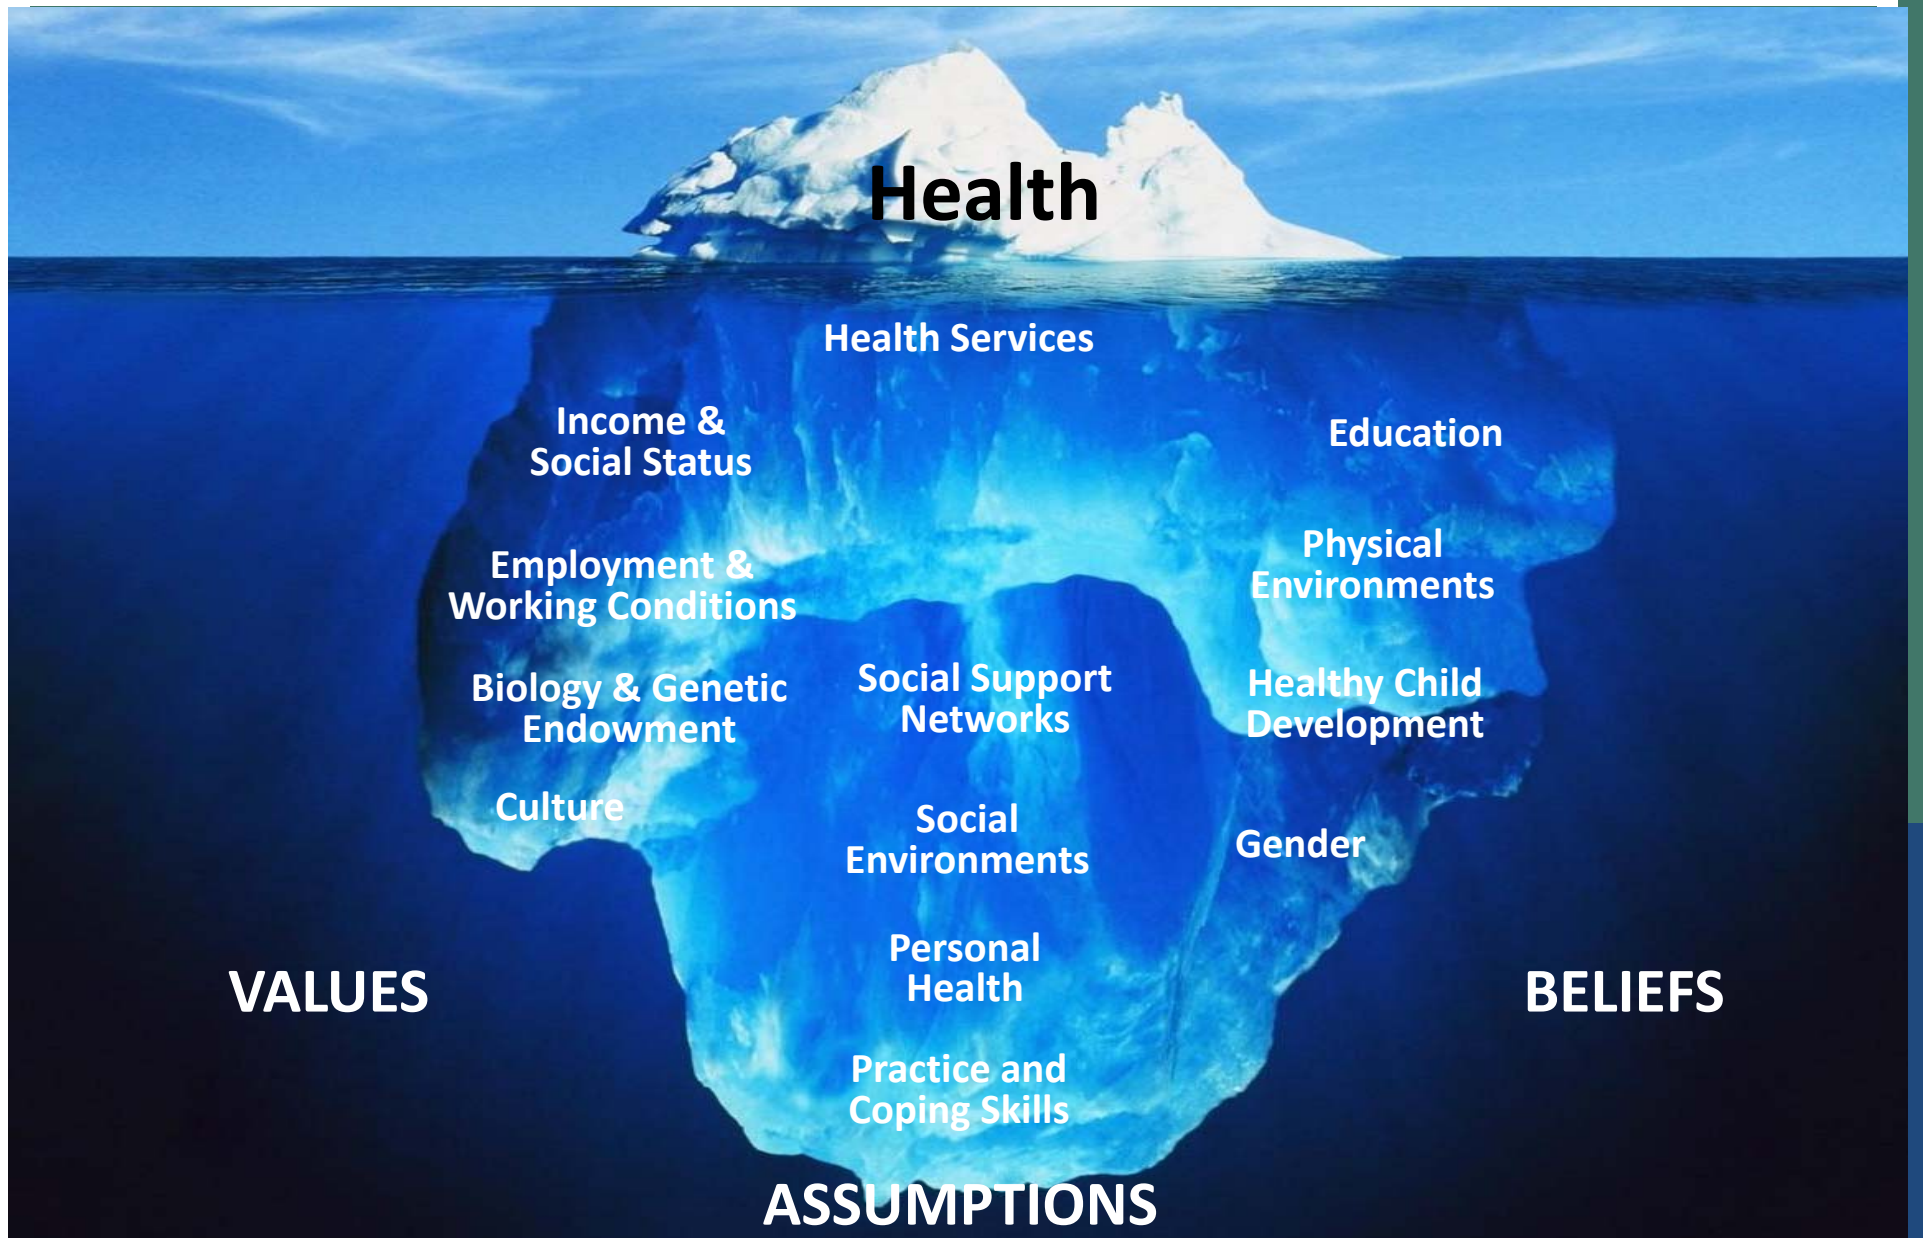 Health
Health Services
Income &
Social Status
Education
Employment &
Working Conditions
Physical
Environments
Biology & Genetic
Endowment
Social Support
Networks
Healthy Child
Development
Culture
Social
Environments
Gender
Personal
Health
VALUES
BELIEFS
Practice and
Coping Skills
ASSUMPTIONS